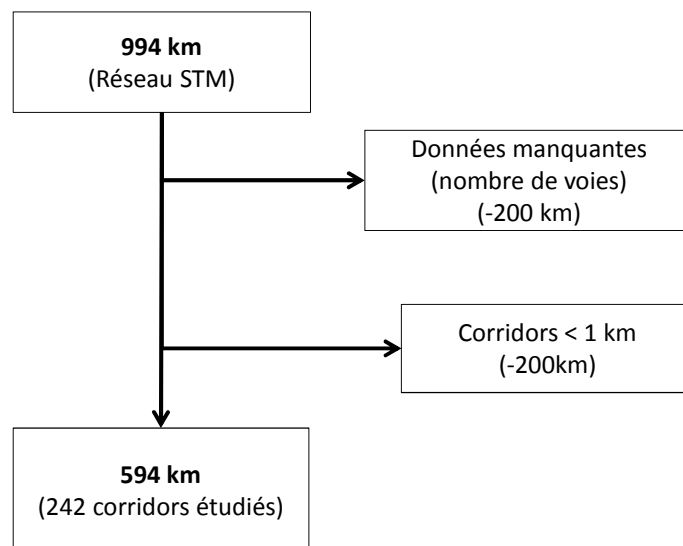 994 km
(Réseau STM)
Données manquantes
(nombre de voies)
(-200 km)
Corridors < 1 km
(-200km)
594 km
(242 corridors étudiés)